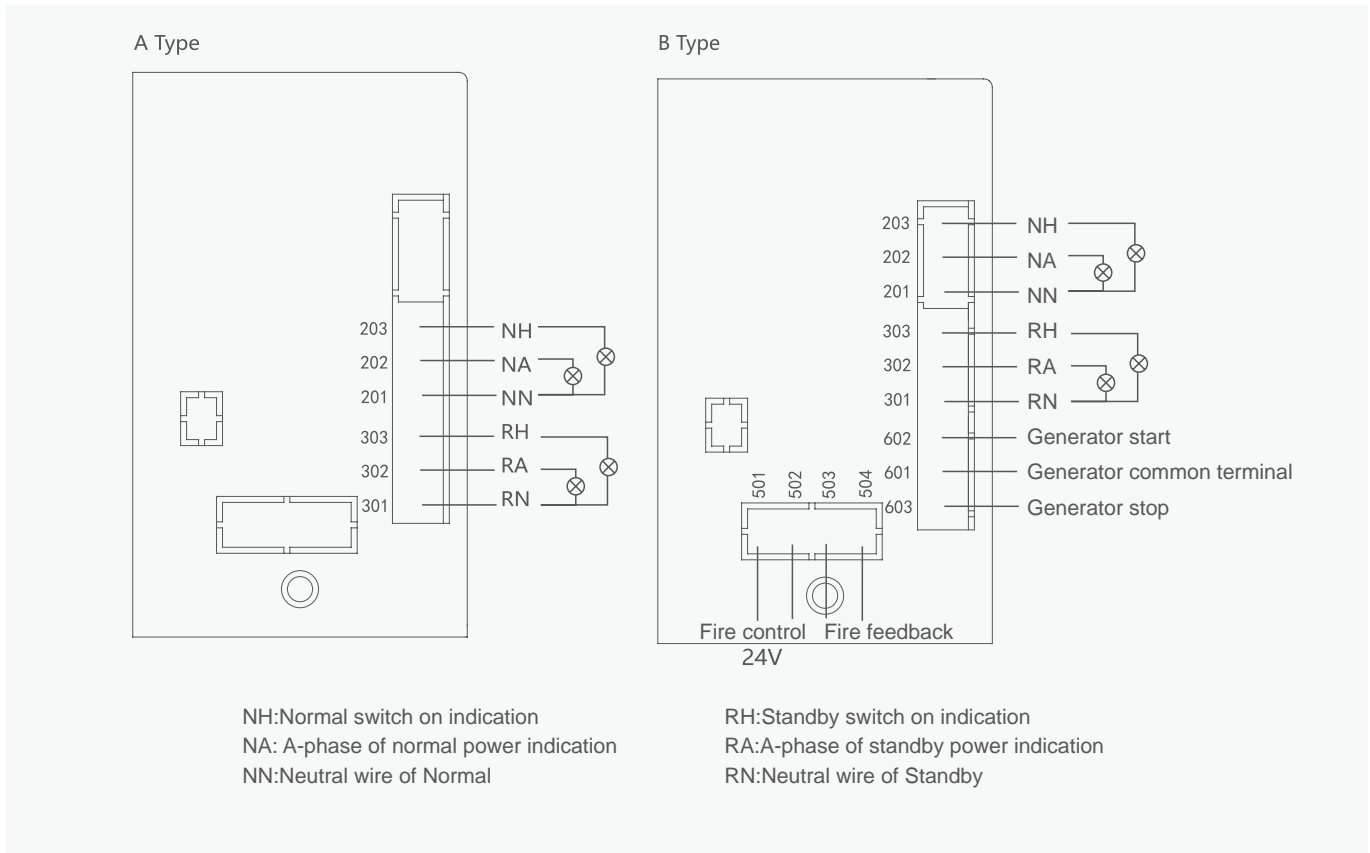 A Type
203 NH
202 NA
201 NN
303 RH
302 RA
301 RN
B Type
203 NH
202 NA
201 NN
303 RH
302 RA
301 RN
602 Generator start
601 Generator common terminal
603 Generator stop
501 502 503 504
Fire control Fire feedback
24V
NH:Normal switch on indication
NA: A-phase of normal power indication
NN:Neutral wire of Normal
RH:Standby switch on indication
RA:A-phase of standby power indication
RN:Neutral wire of Standby